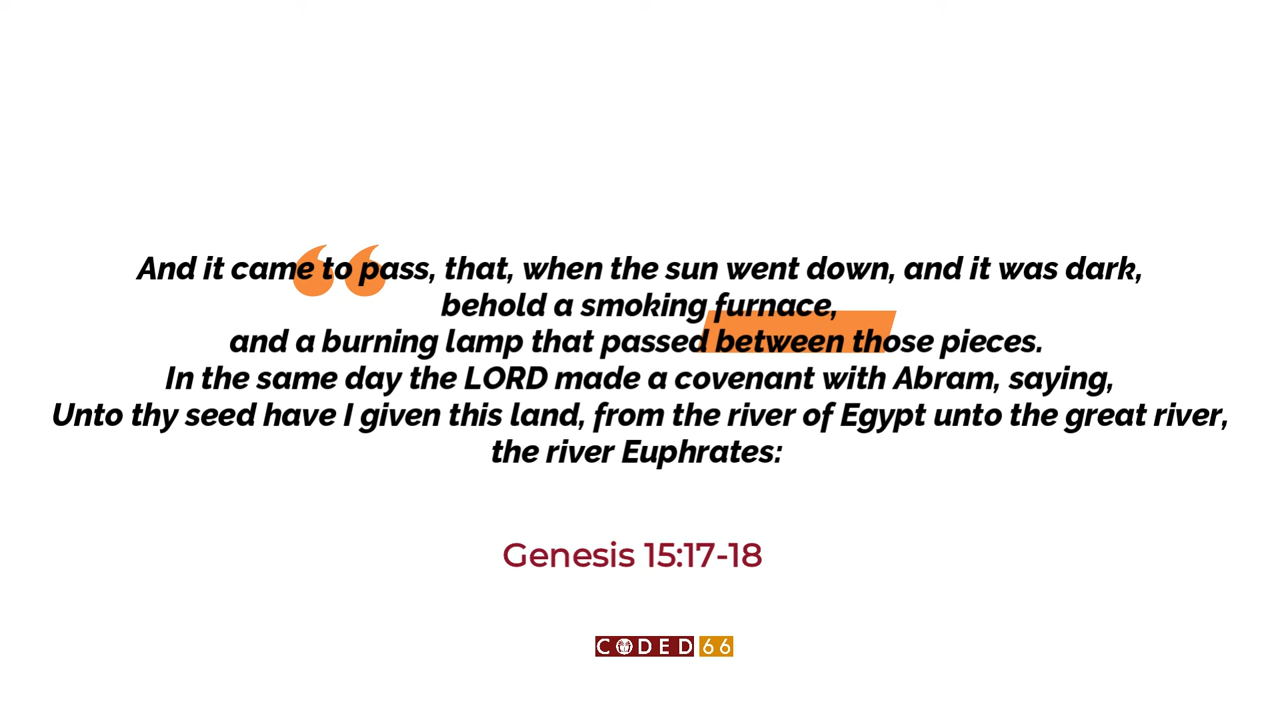 And it came to pass, that, when the sun went down, and it was dark,
behold a smoking furnace,
and a burning lamp that passed between those pieces.
In the same day the LORD made a covenant with Abram, saying,
Unto thy seed have I given this land, from the river of Egypt unto the great river,
the river Euphrates:
Genesis 15:17-18
CODED 66